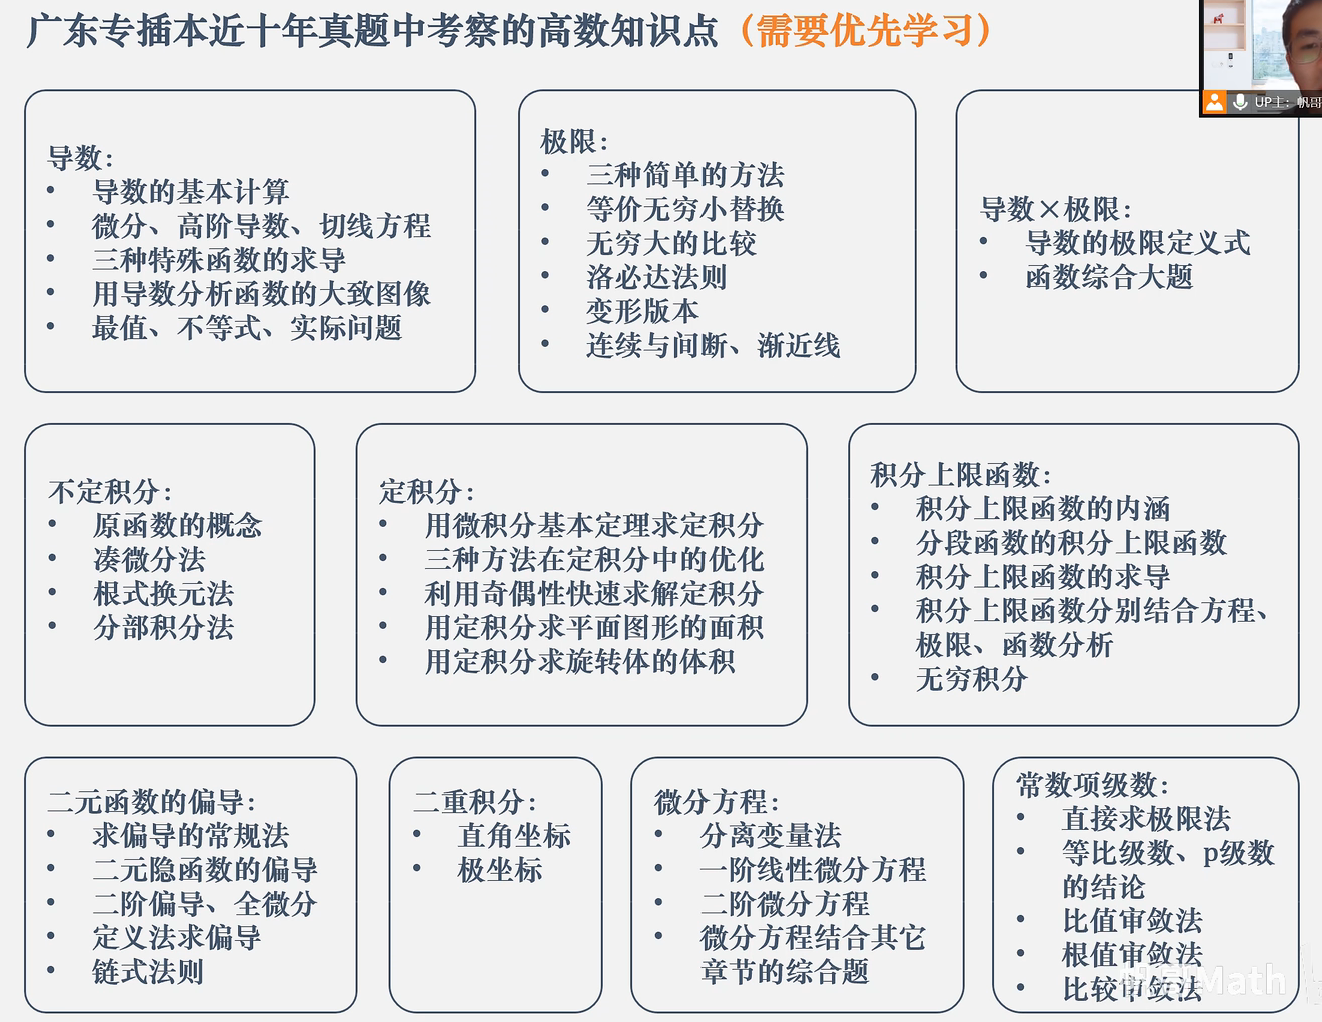 广东专插本近十年真题中考察的高数知识点（需要优先学习）
UP主：帆哥
导数：
• 导数的基本计算
• 微分、高阶导数、切线方程
• 三种特殊函数的求导
• 用导数分析函数的大致图像
• 最值、不等式、实际问题
极限：
• 三种简单的方法
• 等价无穷小替换
• 无穷大的比较
• 洛必达法则
• 变形版本
• 连续与间断、渐近线
导数×极限：
• 导数的极限定义式
• 函数综合大题
不定积分：
• 原函数的概念
• 凑微分法
• 根式换元法
• 分部积分法
定积分：
• 用微积分基本定理求定积分
• 三种方法在定积分中的优化
• 利用奇偶性快速求解定积分
• 用定积分求平面图形的面积
• 用定积分求旋转体的体积
积分上限函数：
• 积分上限函数的内涵
• 分段函数的积分上限函数
• 积分上限函数的求导
• 积分上限函数分别结合方程、
极限、函数分析
• 无穷积分
二元函数的偏导：
• 求偏导的常规法
• 二元隐函数的偏导
• 二阶偏导、全微分
• 定义法求偏导
• 链式法则
二重积分：
• 直角坐标
• 极坐标
微分方程：
• 分离变量法
• 一阶线性微分方程
• 二阶微分方程
• 微分方程结合其它
章节的综合题
常数项级数：
• 直接求极限法
• 等比级数、p级数
的结论
• 比值审敛法
• 根值审敛法
• 比较审敛法
帆哥Math